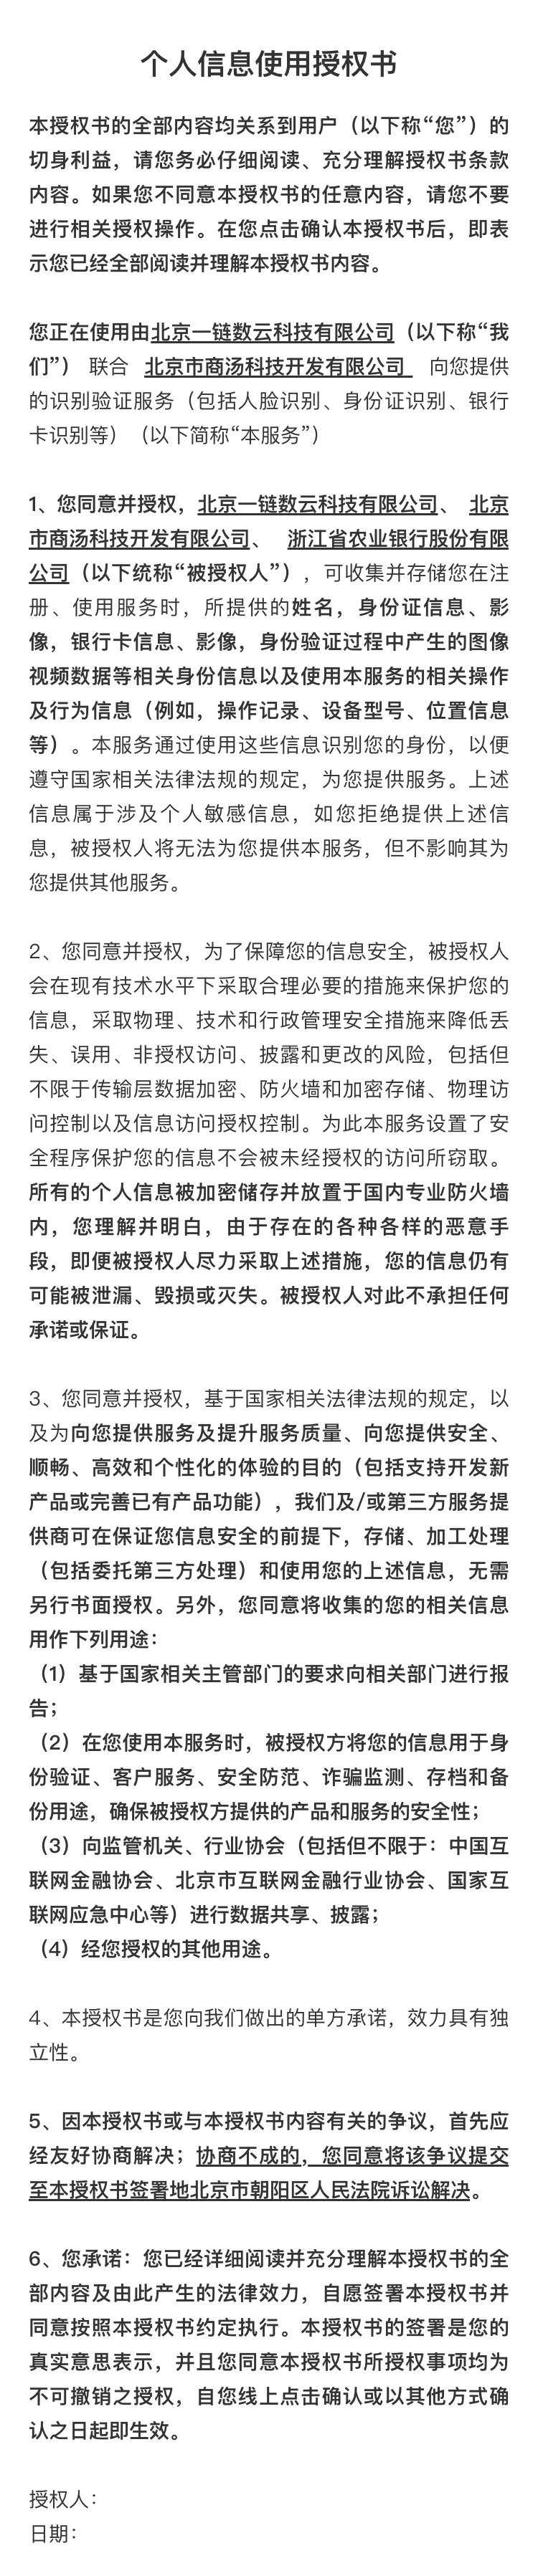 个人信息使用授权书
本授权书的全部内容均关系到用户（以下称“您”）的
切身利益，请您务必仔细阅读、充分理解授权书条款
内容。如果您不同意本授权书的任意内容，请您不要
进行相关授权操作。在您点击确认本授权书后，即表
示您已经全部阅读并理解本授权书内容。
您正在使用由北京一链数云科技有限公司（以下称“我
们”） 联合 北京市商汤科技开发有限公司 向您提供
的识别验证服务（包括人脸识别、身份证识别、银行
卡识别等）（以下简称“本服务”）
1、您同意并授权，北京一链数云科技有限公司、 北京
市商汤科技开发有限公司、 浙江省农业银行股份有限
公司（以下统称“被授权人”），可收集并存储您在注
册、使用服务时，所提供的姓名，身份证信息、影
像，银行卡信息、影像，身份验证过程中产生的图像
视频数据等相关身份信息以及使用本服务的相关操作
及行为信息（例如，操作记录、设备型号、位置信息
等）。本服务通过使用这些信息识别您的身份，以便
遵守国家相关法律法规的规定，为您提供服务。上述
信息属于涉及个人敏感信息，如您拒绝提供上述信
息，被授权人将无法为您提供本服务，但不影响其为
您提供其他服务。
2、您同意并授权，为了保障您的信息安全，被授权人
会在现有技术水平下采取合理必要的措施来保护您的
信息，采取物理、技术和行政管理安全措施来降低丢
失、误用、非授权访问、披露和更改的风险，包括但
不限于传输层数据加密、防火墙和加密存储、物理访
问控制以及信息访问授权控制。为此本服务设置了安
全程序保护您的信息不会被未经授权的访问所窃取。
所有的个人信息被加密储存并放置于国内专业防火墙
内，您理解并明白，由于存在的各种各样的恶意手
段，即便被授权人尽力采取上述措施，您的信息仍有
可能被泄漏、毁损或灭失。被授权人对此不承担任何
承诺或保证。
3、您同意并授权，基于国家相关法律法规的规定，以
及为向您提供服务及提升服务质量、向您提供安全、
顺畅、高效和个性化的体验的目的（包括支持开发新
产品或完善已有产品功能），我们及/或第三方服务提
供商可在保证您信息安全的前提下，存储、加工处理
（包括委托第三方处理）和使用您的上述信息，无需
另行书面授权。另外，您同意将收集的您的相关信息
用作下列用途：
（1）基于国家相关主管部门的要求向相关部门进行报
告；
（2）在您使用本服务时，被授权方将您的信息用于身
份验证、客户服务、安全防范、诈骗监测、存档和备
份用途，确保被授权方提供的产品和服务的安全性；
（3）向监管机关、行业协会（包括但不限于：中国互
联网金融协会、北京市互联网金融行业协会、国家互
联网应急中心等）进行数据共享、披露；
（4）经您授权的其他用途。
4、本授权书是您向我们做出的单方承诺，效力具有独
立性。
5、因本授权书或与本授权书内容有关的争议，首先应
经友好协商解决；协商不成的，您同意将该争议提交
至本授权书签署地北京市朝阳区人民法院诉讼解决。
6、您承诺：您已经详细阅读并充分理解本授权书的全
部内容及由此产生的法律效力，自愿签署本授权书并
同意按照本授权书约定执行。本授权书的签署是您的
真实意思表示，并且您同意本授权书所授权事项均为
不可撤销之授权，自您线上点击确认或以其他方式确
认之日起即生效。
授权人：
日期：